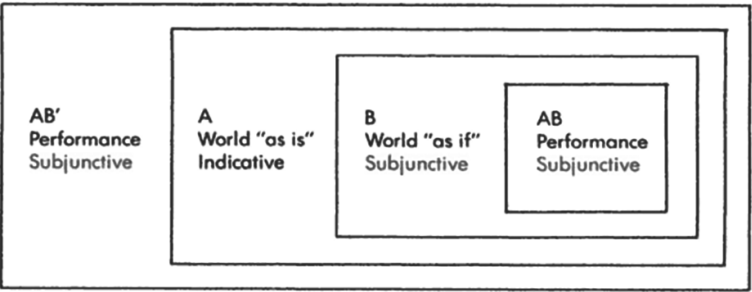 AB'
Performance
Subjunctive
A
World "as is"
Indicative
B
World "as if"
Subjunctive
AB
Performance
Subjunctive